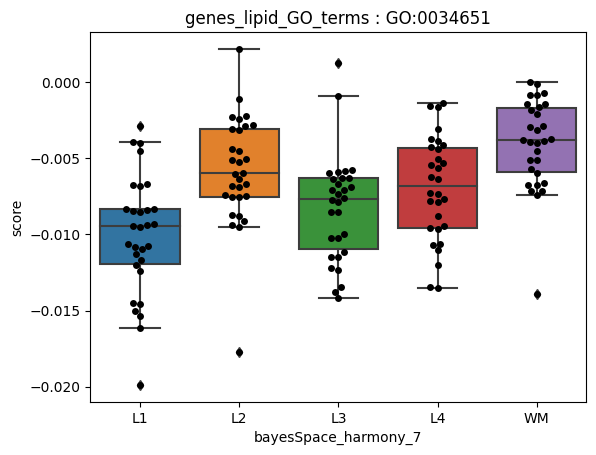 genes_lipid_GO_terms : GO:0034651
0.000
−0.005
−0.010
−0.015
−0.020
score
L1 L2 L3 L4 WM
bayesSpace_harmony_7